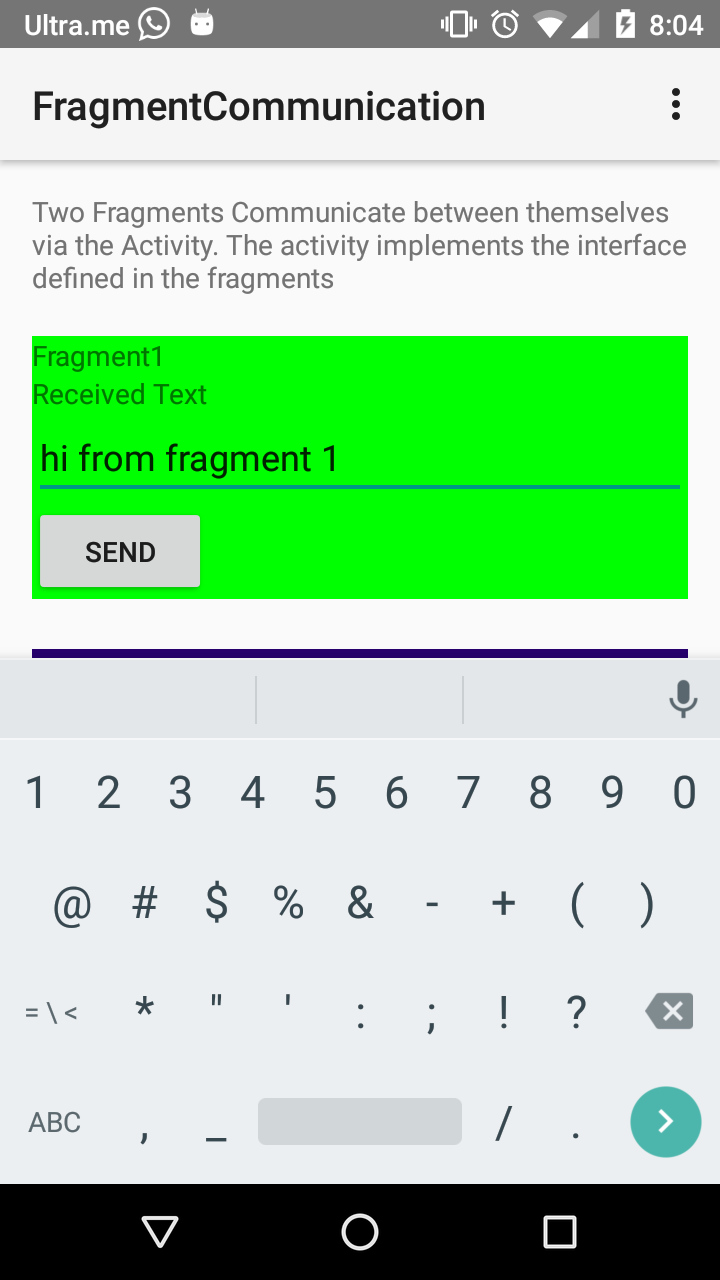 Ultra.me 8:04
FragmentCommunication
Two Fragments Communicate between themselves
via the Activity. The activity implements the interface
defined in the fragments
Fragment1
Received Text
hi from fragment 1
SEND
1 2 3 4 5 6 7 8 9 0
@ # $ % & - + ( )
= \ < * " ' : ; ! ?
ABC , _ / .